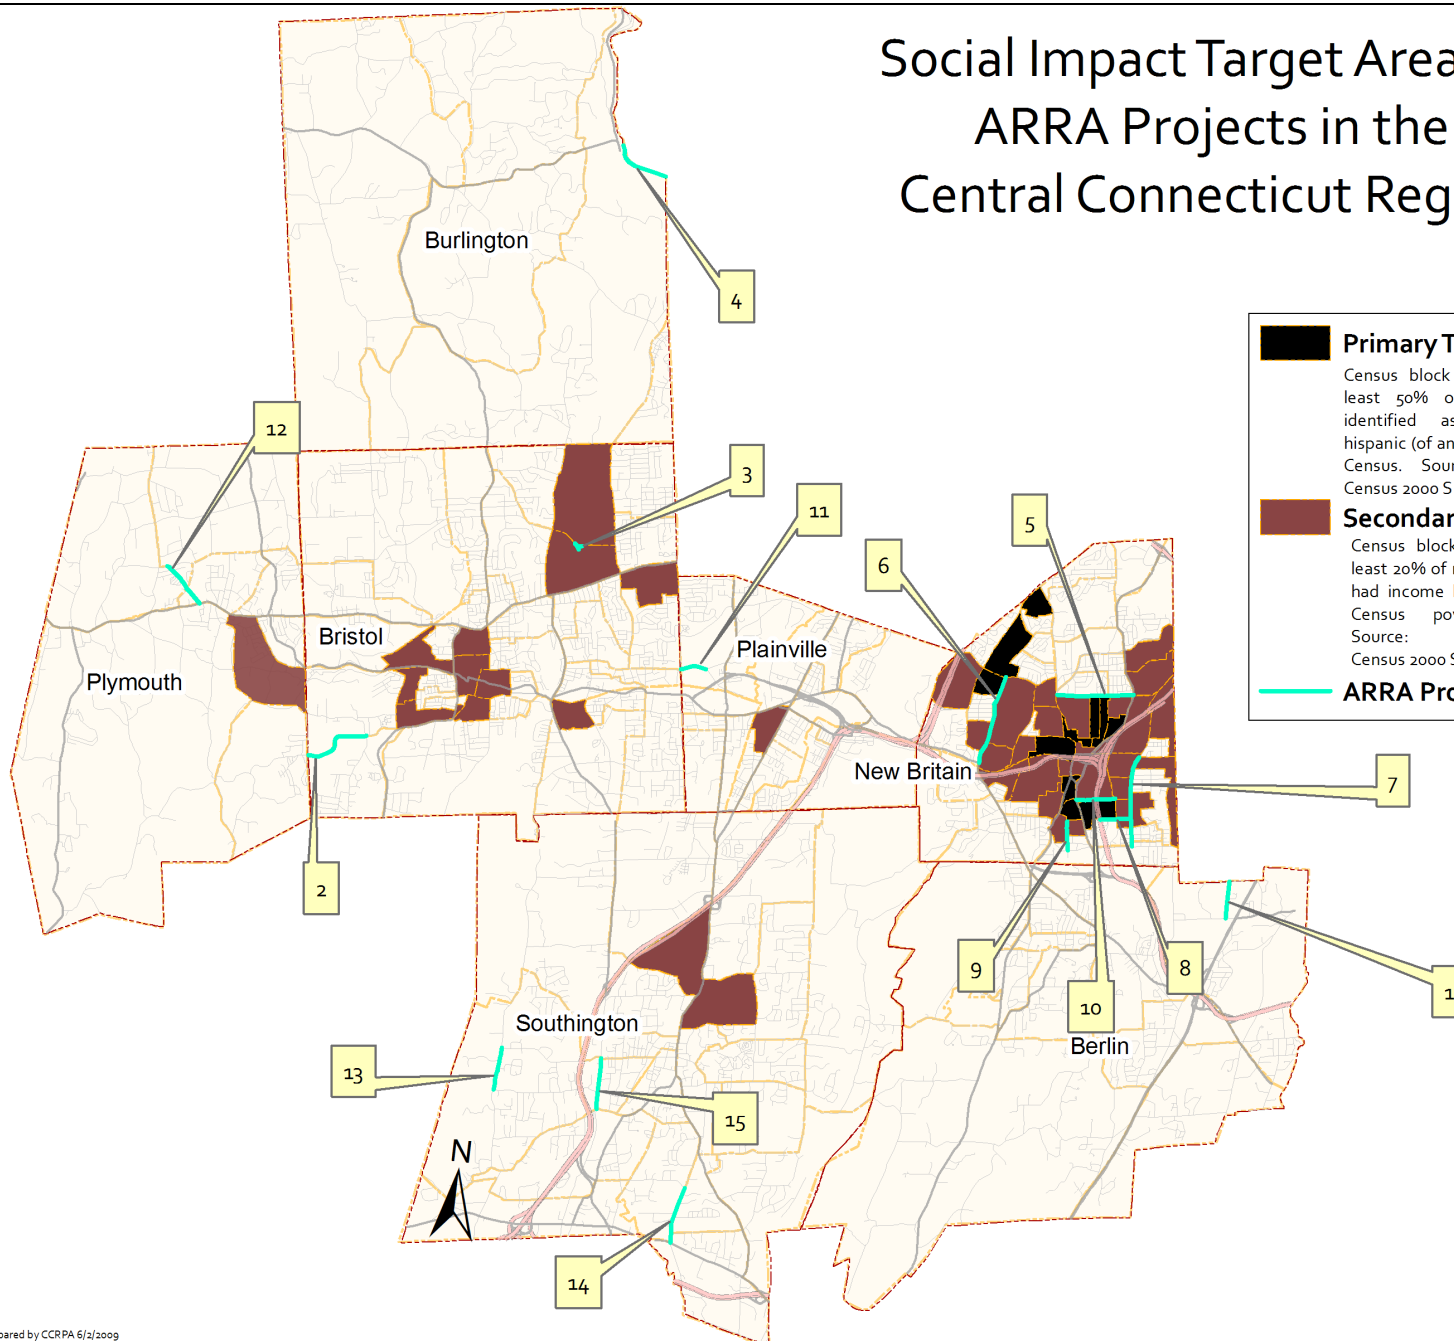 Social Impact Target Area
ARRA Projects in the
Central Connecticut Reg
Burlington
4
Primary T
Census block
least 50% o
identified as
hispanic (of an
Census. Sour
Census 2000 S
Secondar
Census block
least 20% of
had income
Census pov
Source:
Census 2000 S
ARRA Pro
12
3
11
5
6
Bristol
Plainville
Plymouth
New Britain
7
2
9
8
10
1
Southington
Berlin
13
15
N
14
pared by CCRPA 6/2/2009